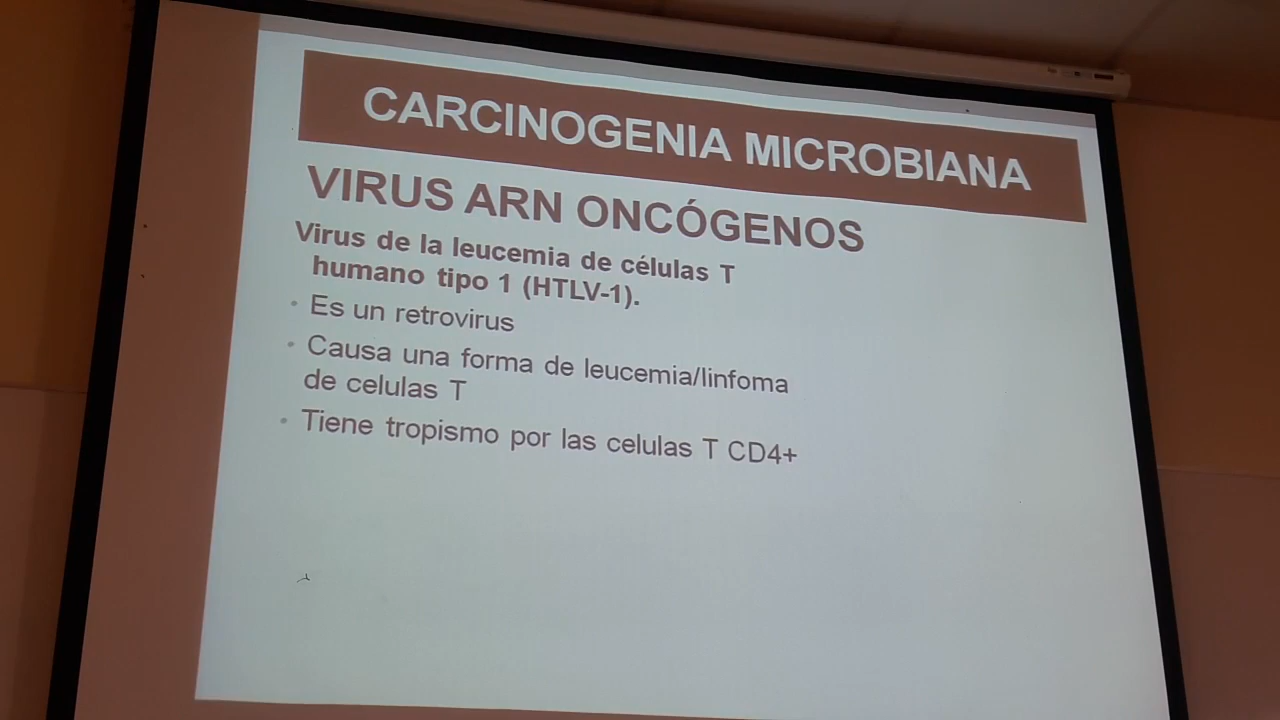 CARCINOGENIA MICROBIANA
VIRUS ARN ONCÓGENOS
Virus de la leucemia de células T
humano tipo 1 (HTLV-1).
• Es un retrovirus
• Causa una forma de leucemia/linfoma
de celulas T
• Tiene tropismo por las celulas T CD4+